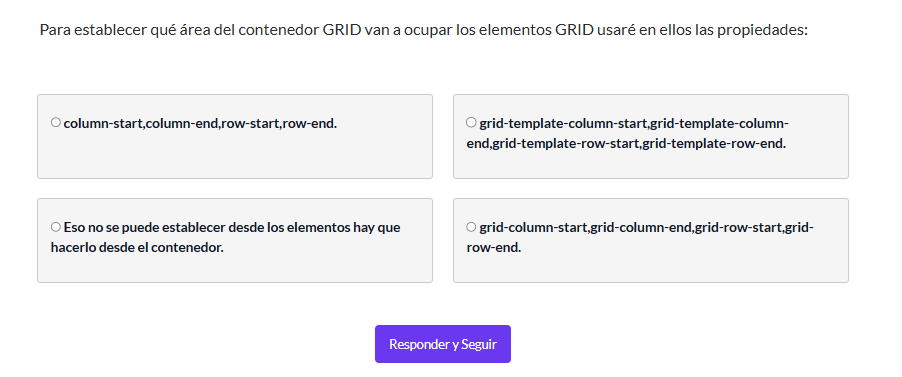 Para establecer qué área del contenedor GRID van a ocupar los elementos GRID usaré en ellos las propiedades:
column-start,column-end,row-start,row-end.
grid-template-column-start,grid-template-column-
end,grid-template-row-start,grid-template-row-end.
Eso no se puede establecer desde los elementos hay que
hacerlo desde el contenedor.
grid-column-start,grid-column-end,grid-row-start,grid-
row-end.
Responder y Seguir